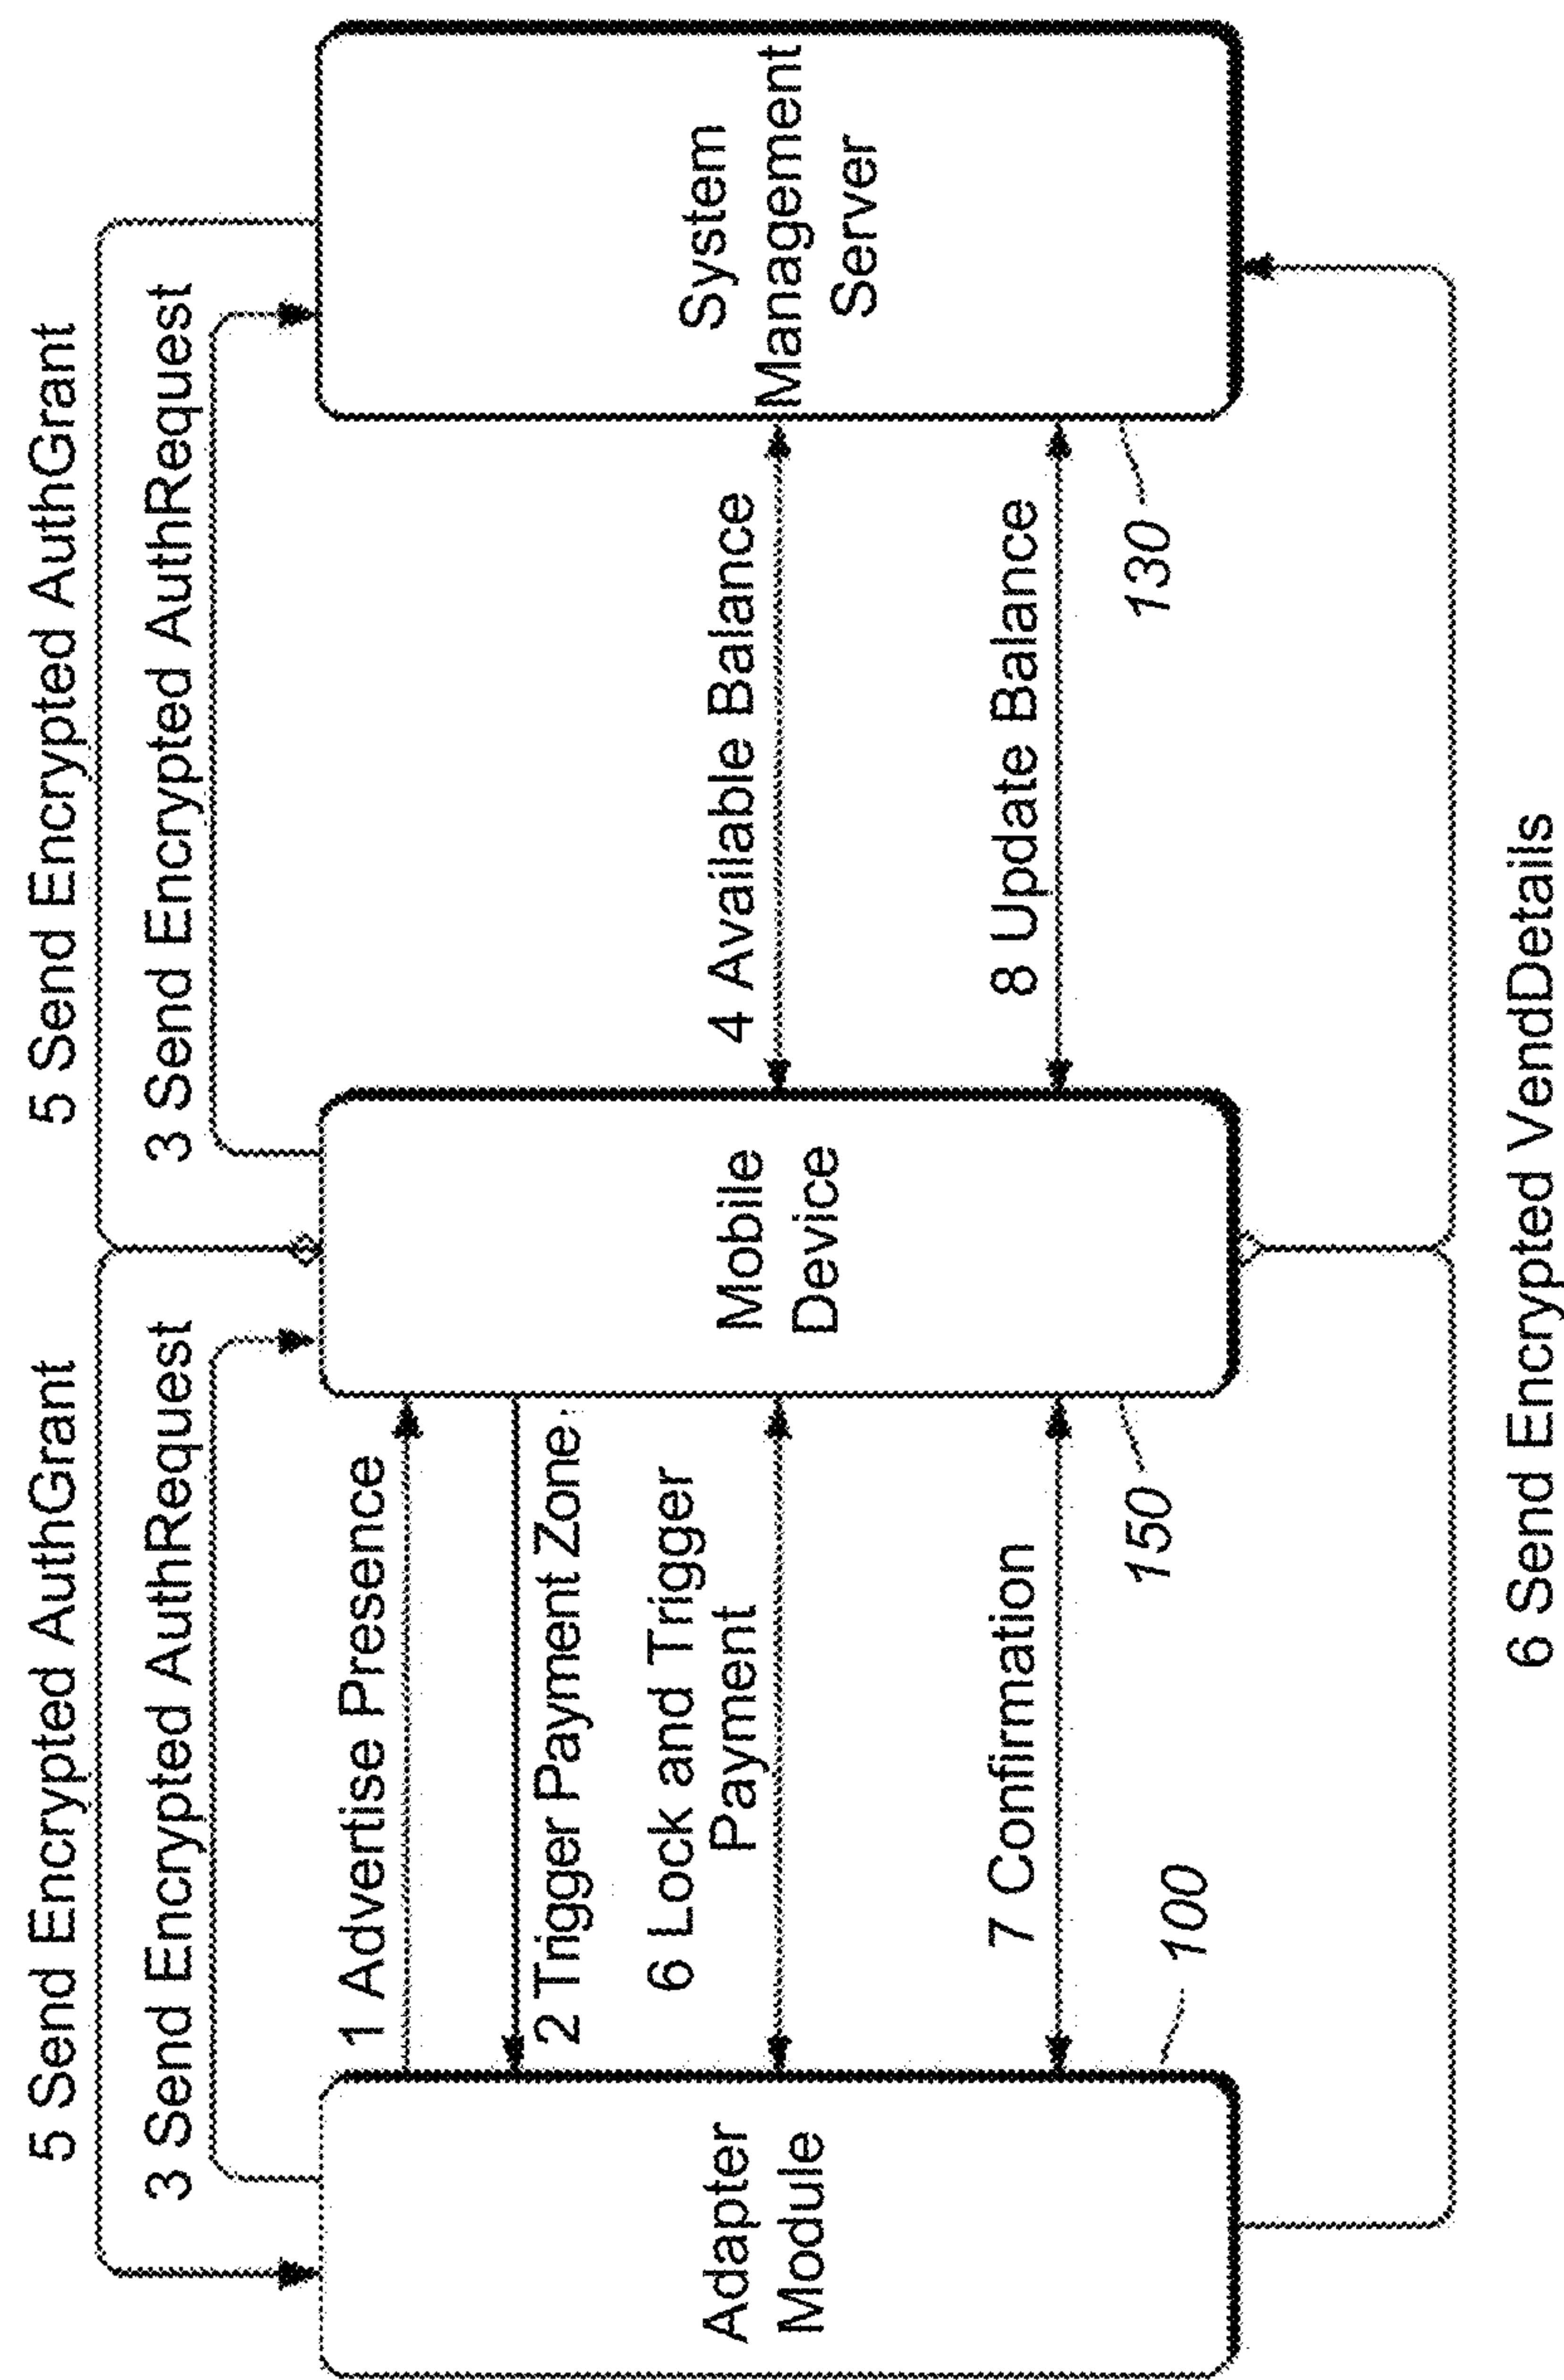 5 Send Encrypted AuthGrant
5 Send Encrypted AuthGrant
3 Send Encrypted AuthRequest
3 Send Encrypted AuthRequest
1 Advertise Presence
2 Trigger Payment Zone
6 Lock and Trigger
Payment
7 Confirmation
4 Available Balance
8 Update Balance
Adapter
Module
Mobile
Device
System
Management
Server
100
150
130
6 Send Encrypted VendDetails